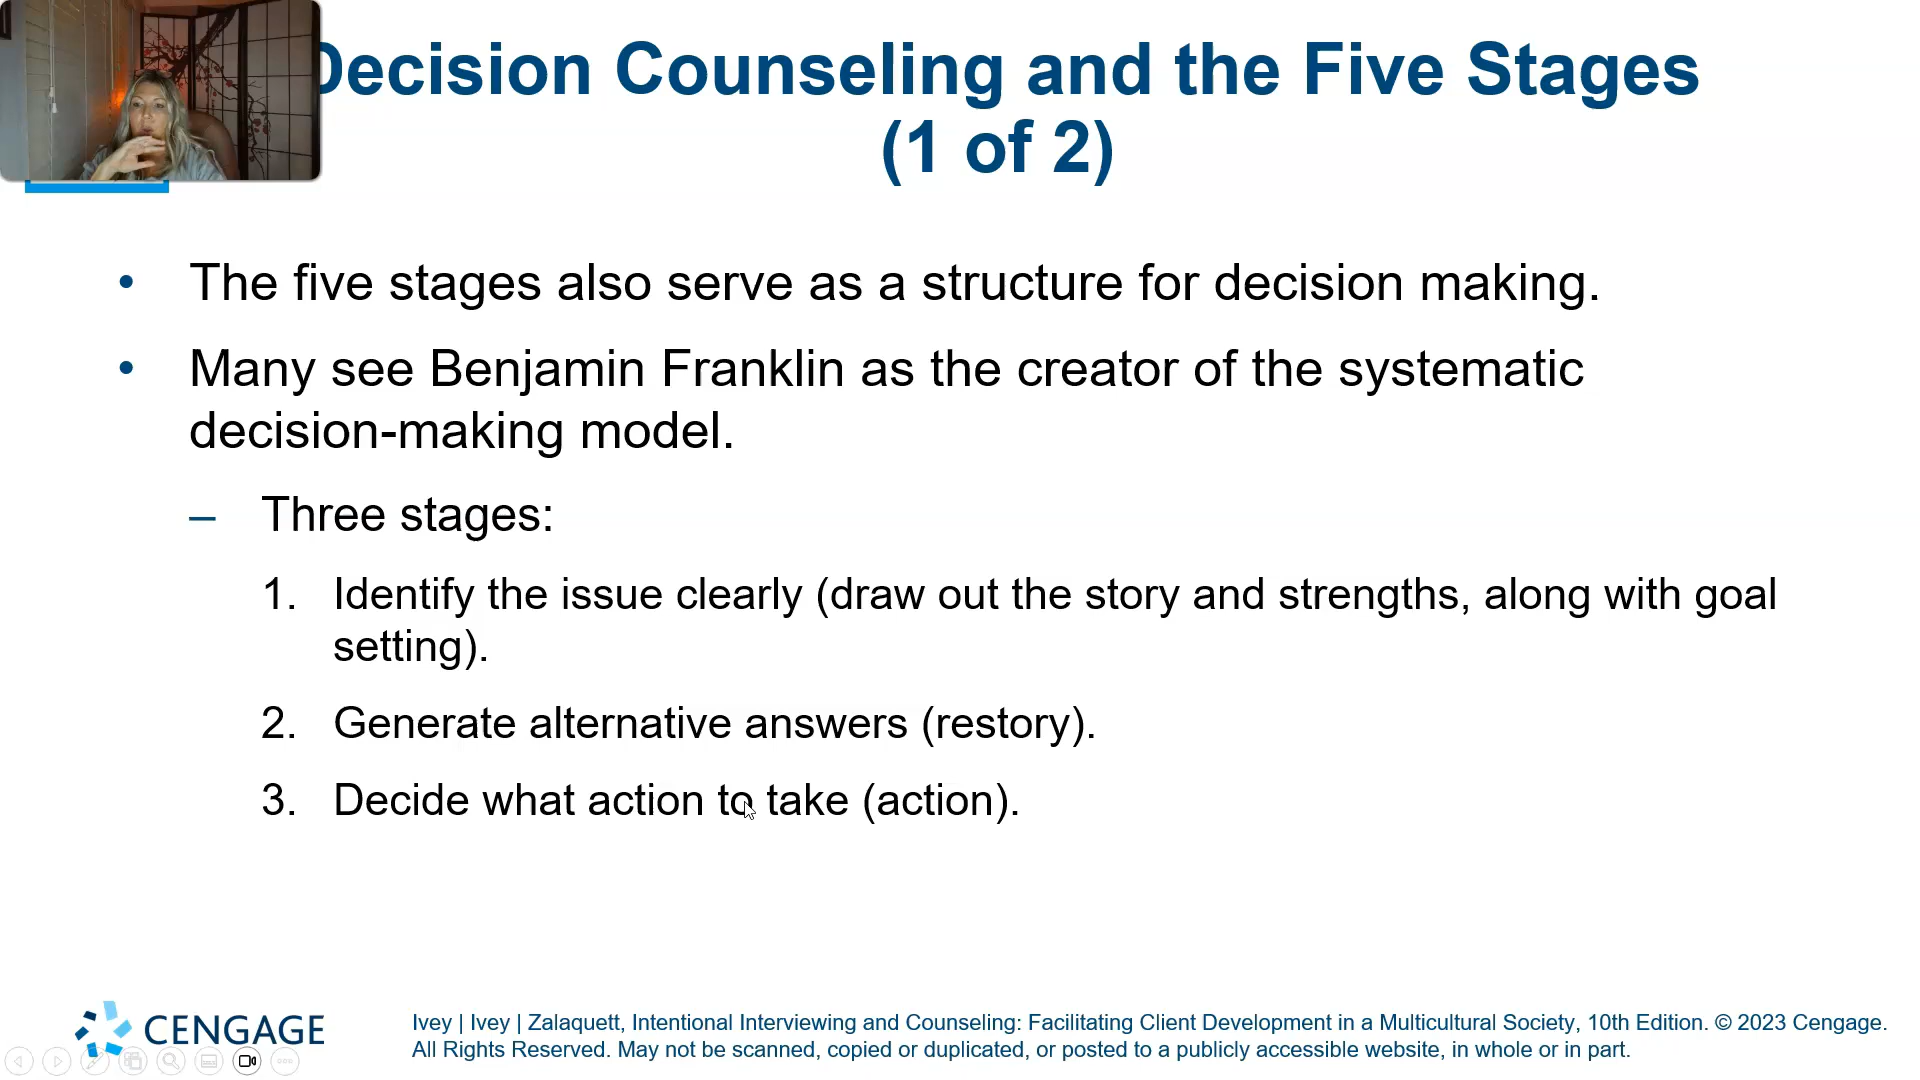 Decision Counseling and the Five Stages
(1 of 2)
• The five stages also serve as a structure for decision making.
• Many see Benjamin Franklin as the creator of the systematic
decision-making model.
– Three stages:
1. Identify the issue clearly (draw out the story and strengths, along with goal
setting).
2. Generate alternative answers (restory).
3. Decide what action to take (action).
CENGAGE
Ivey | Ivey | Zalaquett, Intentional Interviewing and Counseling: Facilitating Client Development in a Multicultural Society, 10th Edition. © 2023 Cengage.
All Rights Reserved. May not be scanned, copied or duplicated, or posted to a publicly accessible website, in whole or in part.